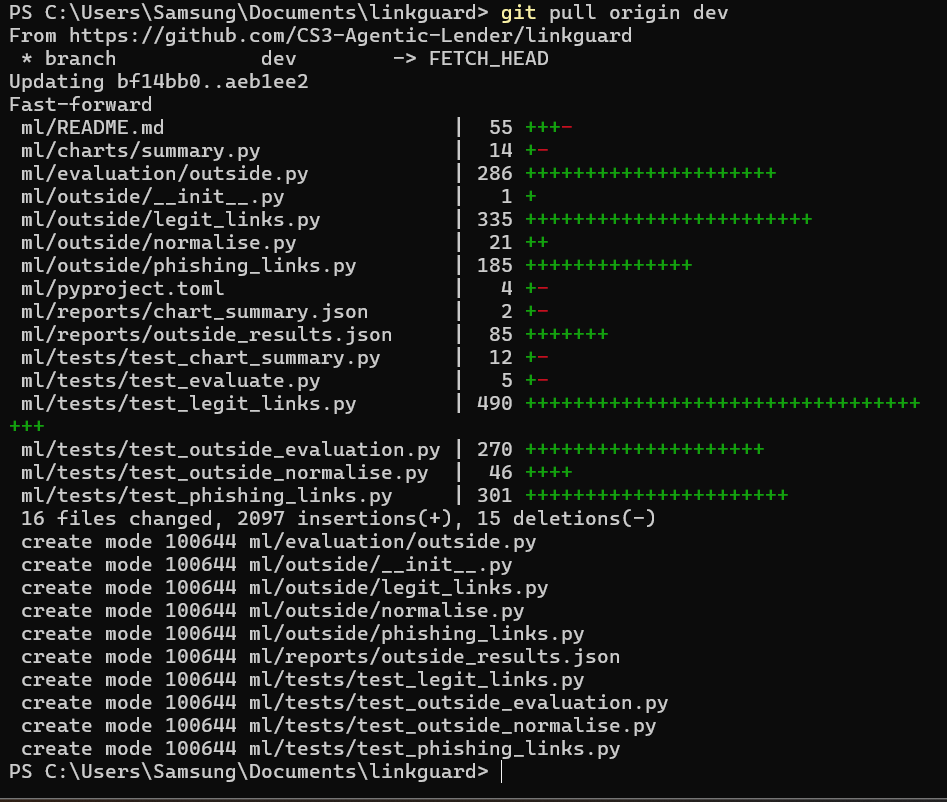 PS C:\Users\Samsung\Documents\linkguard> git pull origin dev
From https://github.com/CS3-Agentic-Lender/linkguard
 * branch            dev        -> FETCH_HEAD
Updating bf14bb0..aeb1ee2
Fast-forward
 ml/README.md                        |  55 +++-
 ml/charts/summary.py                |  14 +-
 ml/evaluation/outside.py            | 286 +++++++++++++++++++++
 ml/outside/__init__.py              |   1 +
 ml/outside/legit_links.py           | 335 ++++++++++++++++++++++++
 ml/outside/normalise.py             |  21 ++
 ml/outside/phishing_links.py        | 185 ++++++++++++++
 ml/pyproject.toml                   |   4 +-
 ml/reports/chart_summary.json       |   2 +-
 ml/reports/outside_results.json     |  85 +++++++
 ml/tests/test_chart_summary.py      |  12 +-
 ml/tests/test_evaluate.py           |   5 +-
 ml/tests/test_legit_links.py        | 490 +++++++++++++++++++++++++++++++++
+++
 ml/tests/test_outside_evaluation.py | 270 ++++++++++++++++++++
 ml/tests/test_outside_normalise.py  |  46 ++++
 ml/tests/test_phishing_links.py     | 301 ++++++++++++++++++++++
 16 files changed, 2097 insertions(+), 15 deletions(-)
 create mode 100644 ml/evaluation/outside.py
 create mode 100644 ml/outside/__init__.py
 create mode 100644 ml/outside/legit_links.py
 create mode 100644 ml/outside/normalise.py
 create mode 100644 ml/outside/phishing_links.py
 create mode 100644 ml/reports/outside_results.json
 create mode 100644 ml/tests/test_legit_links.py
 create mode 100644 ml/tests/test_outside_evaluation.py
 create mode 100644 ml/tests/test_outside_normalise.py
 create mode 100644 ml/tests/test_phishing_links.py
PS C:\Users\Samsung\Documents\linkguard>